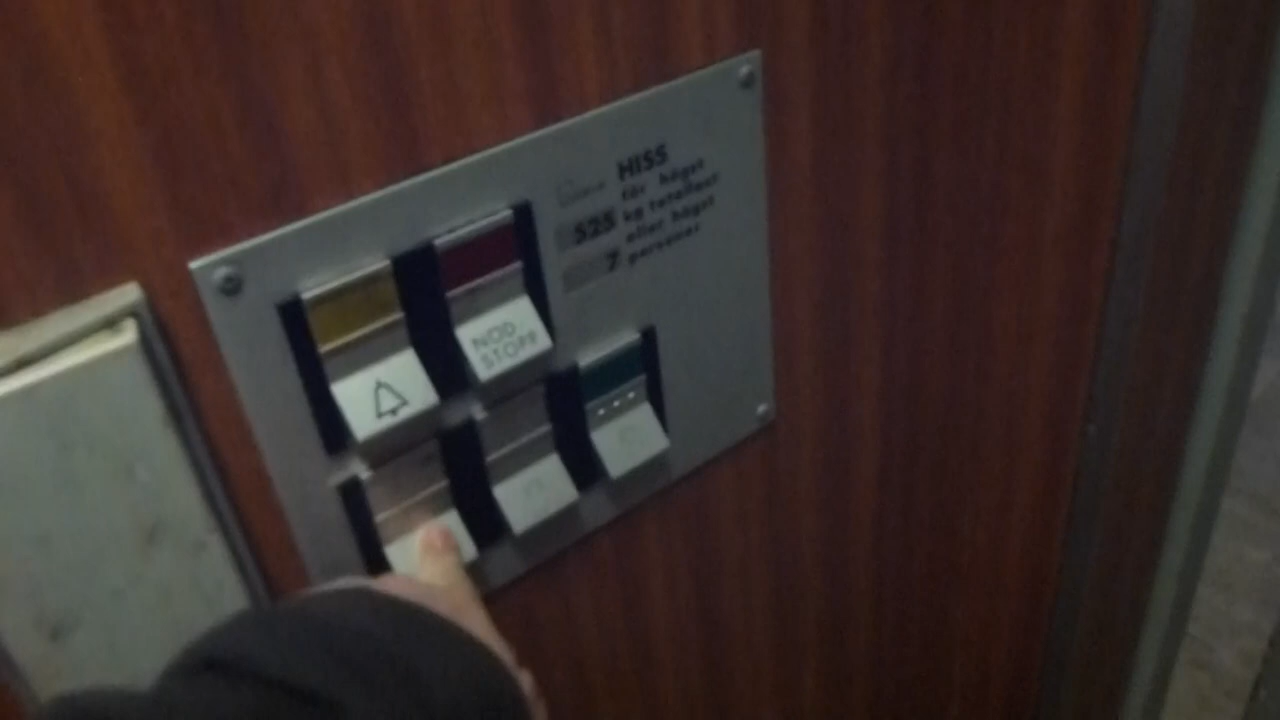 HISS
för högst
525 kg totallast
eller högst
7 personer
NÖD
STOPP